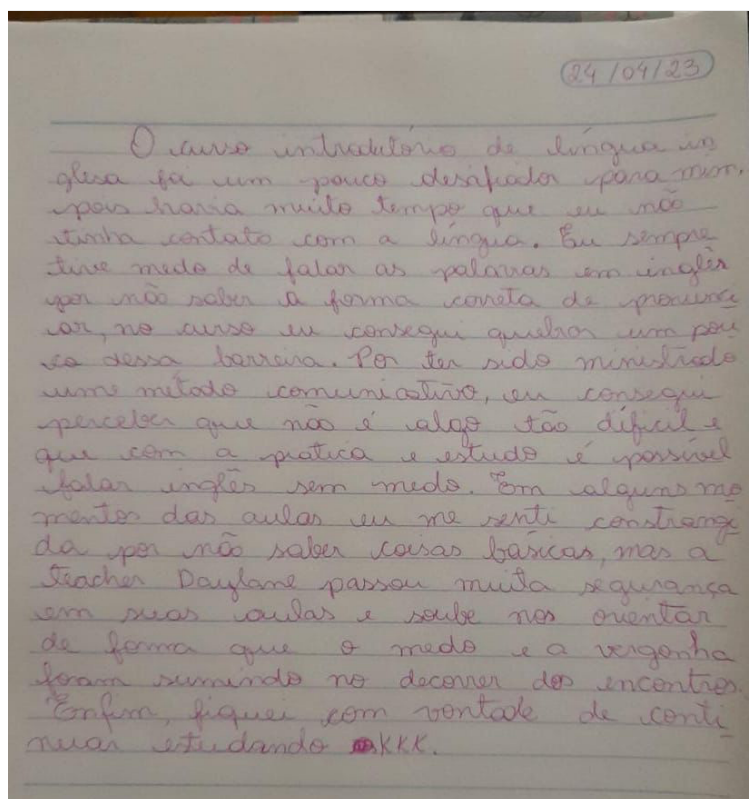 24/04/23
O curso introdutório de língua in
glesa foi um pouco desafiador para mim,
pois havia muito tempo que eu não
tinha contato com a língua. Eu sempre
tive medo de falar as palavras em inglês
por não saber a forma correta de pronunci
ar, no curso eu consegui quebrar um pou
co dessa barreira. Por ter sido ministrado
ume método comunicativo, eu consegui
perceber que não é algo tão díficil e
que com a pratica e estudo é possível
falar inglês sem medo. Em alguns mo
mentos das aulas eu me senti constrangi
da por não saber coisas básicas, mas a
teacher Daylane passou muita segurança
em suas aulas e soube nos orientar
de forma que o medo e a vergonha
foram sumindo no decorrer dos encontros.
Enfim, fiquei com vontade de conti
nuar estudando KKK.